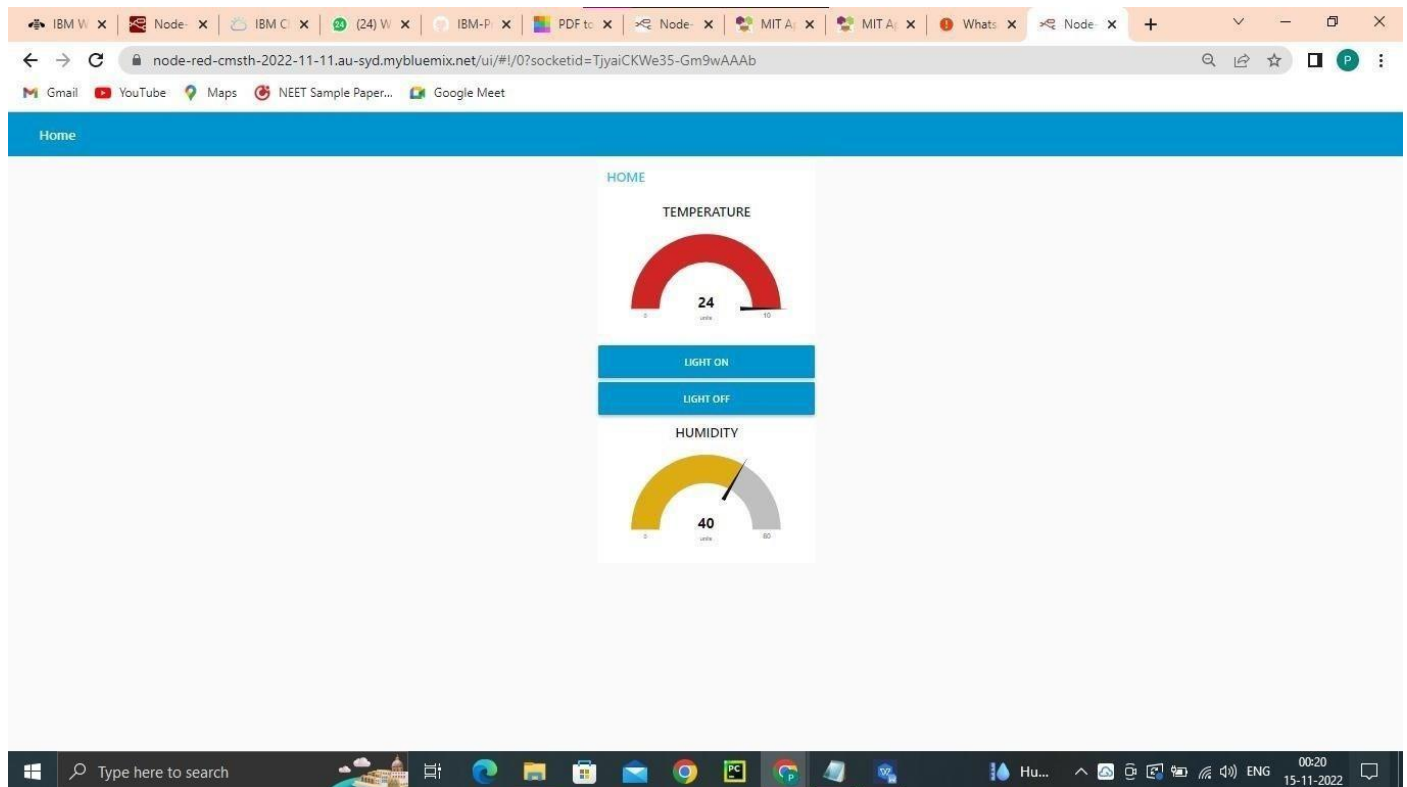 IBM W
Node-
IBM Cl
(24) W
IBM-P
PDF to
Node-
MIT A
MIT A
Whats
Node-
node-red-cmsth-2022-11-11.au-syd.mybluemix.net/ui/#!/0?socketid=TjyaiCKWe35-Gm9wAAAb
P
Gmail
YouTube
Maps
NEET Sample Paper...
Google Meet
Home
HOME
TEMPERATURE
24
units
0
10
LIGHT ON
LIGHT OFF
HUMIDITY
40
units
0
60
Type here to search
Hu...
ENG
00:20
15-11-2022